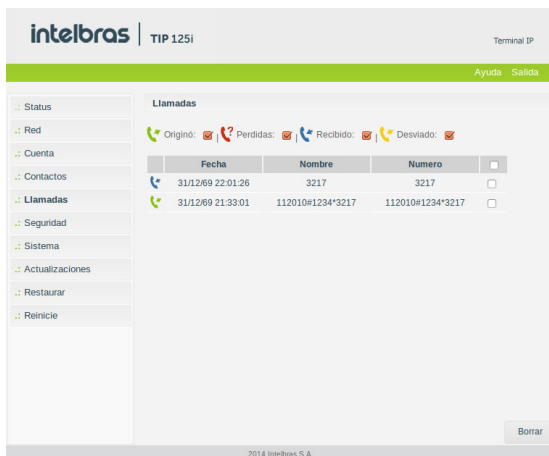 intelbras TIP 125i
Terminal IP
Ayuda Salida
.: Status
.: Red
.: Cuenta
.: Contactos
.: Llamadas
.: Seguridad
.: Sistema
.: Actualizaciones
.: Restaurar
.: Reinicie
Llamadas
Originó: | Perdidas: | Recibido: | Desviado:
Fecha Nombre Numero
31/12/69 22:01:26 3217 3217
31/12/69 21:33:01 112010#1234*3217 112010#1234*3217
Borrar
2014 Intelbras S.A.